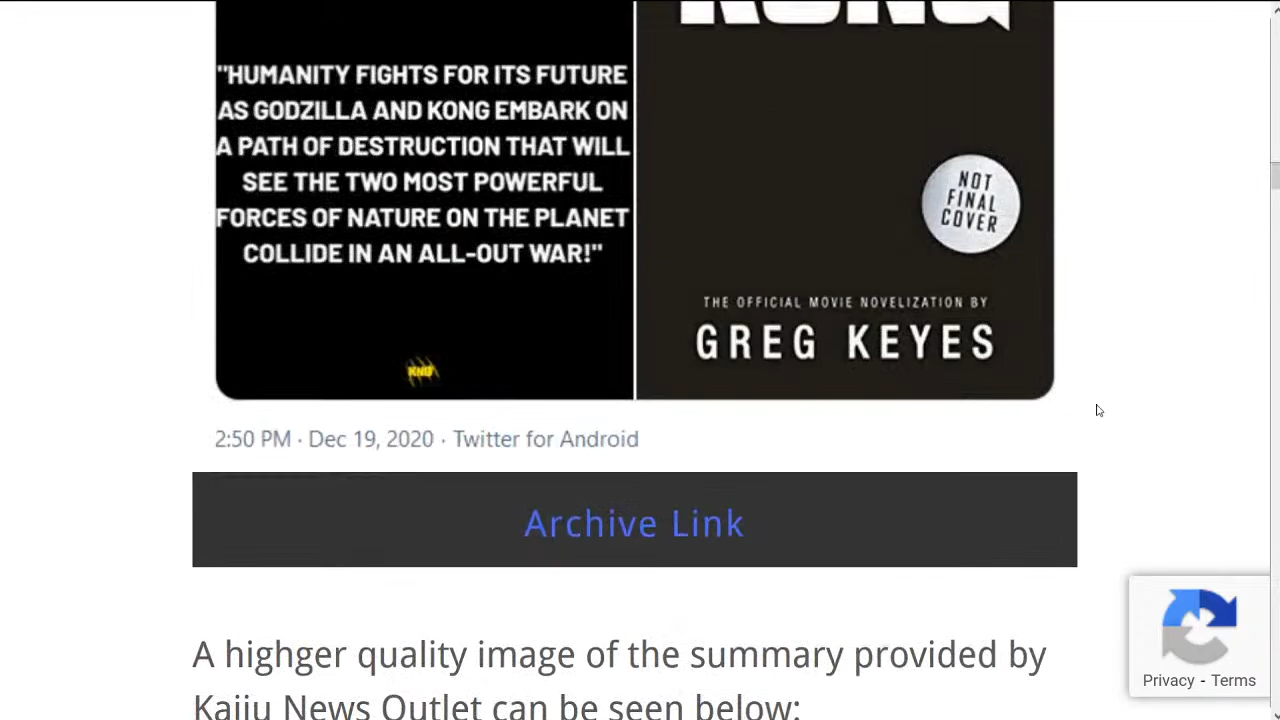 KONG
"HUMANITY FIGHTS FOR ITS FUTURE
AS GODZILLA AND KONG EMBARK ON
A PATH OF DESTRUCTION THAT WILL
SEE THE TWO MOST POWERFUL
FORCES OF NATURE ON THE PLANET
COLLIDE IN AN ALL-OUT WAR!"
KNO
NOT
FINAL
COVER
THE OFFICIAL MOVIE NOVELIZATION BY
GREG KEYES
2:50 PM · Dec 19, 2020 · Twitter for Android
Archive Link
A highger quality image of the summary provided by
Kaiju News Outlet can be seen below:
Privacy - Terms